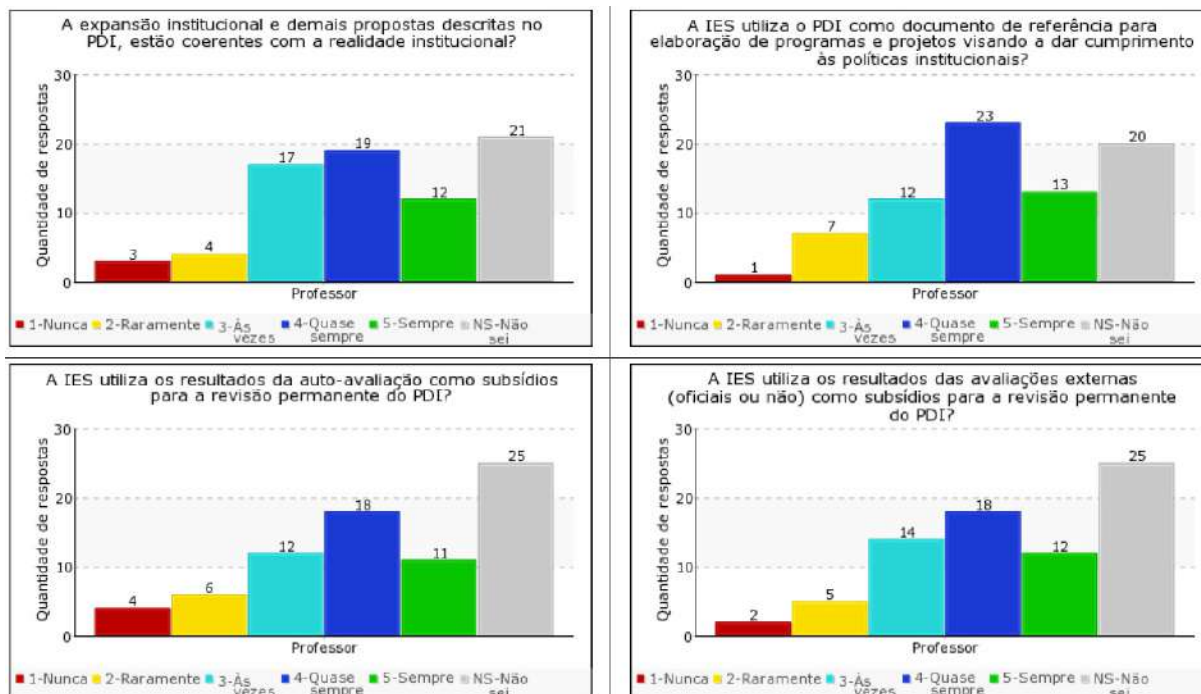 A expansão institucional e demais propostas descritas no
PDI, estão coerentes com a realidade institucional?
Quantidade de respostas
30
20
10
0
3
4
17
19
12
21
Professor
1-Nunca 2-Raramente 3-Às vezes 4-Quase sempre 5-Sempre NS-Não sei
A IES utiliza o PDI como documento de referência para
elaboração de programas e projetos visando a dar cumprimento
às políticas institucionais?
Quantidade de respostas
30
20
10
0
1
7
12
23
13
20
Professor
1-Nunca 2-Raramente 3-Às vezes 4-Quase sempre 5-Sempre NS-Não sei
A IES utiliza os resultados da auto-avaliação como subsídios
para a revisão permanente do PDI?
Quantidade de respostas
30
20
10
0
4
6
12
18
11
25
Professor
1-Nunca 2-Raramente 3-Às vezes 4-Quase sempre 5-Sempre NS-Não sei
A IES utiliza os resultados das avaliações externas
(oficiais ou não) como subsídios para a revisão permanente
do PDI?
Quantidade de respostas
30
20
10
0
2
5
14
18
12
25
Professor
1-Nunca 2-Raramente 3-Às vezes 4-Quase sempre 5-Sempre NS-Não sei